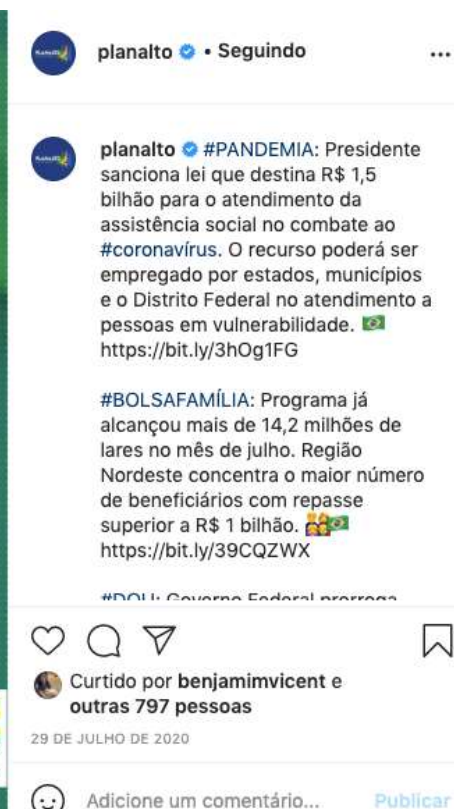 planalto • Seguindo
planalto #PANDEMIA: Presidente
sanciona lei que destina R$ 1,5
bilhão para o atendimento da
assistência social no combate ao
#coronavírus. O recurso poderá ser
empregado por estados, municípios
e o Distrito Federal no atendimento a
pessoas em vulnerabilidade. 🇧🇷
https://bit.ly/3hOg1FG
#BOLSAFAMÍLIA: Programa já
alcançou mais de 14,2 milhões de
lares no mês de julho. Região
Nordeste concentra o maior número
de beneficiários com repasse
superior a R$ 1 bilhão. 👨‍👩‍👧‍👦🇧🇷
https://bit.ly/39CQZWX
#DOU: Governo Federal prorroga
Curtido por benjamimvicent e
outras 797 pessoas
29 DE JULHO DE 2020
Adicione um comentário... Publicar